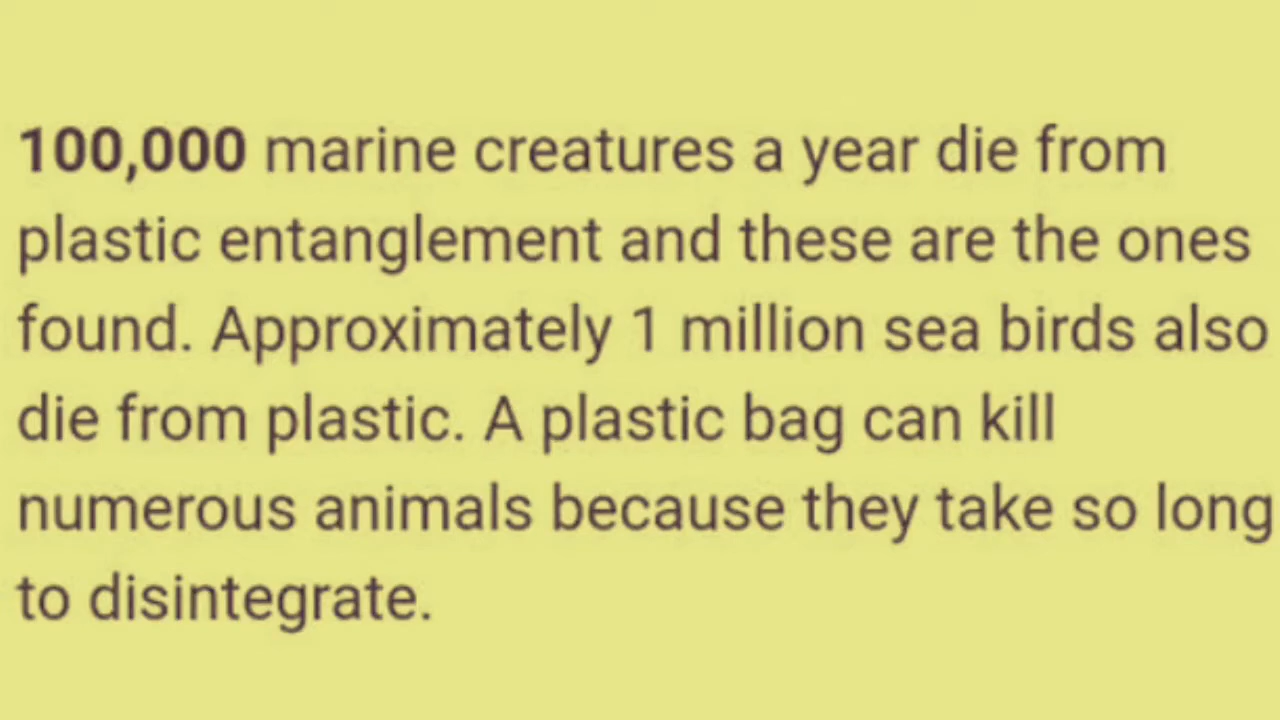 100,000 marine creatures a year die from
plastic entanglement and these are the ones
found. Approximately 1 million sea birds also
die from plastic. A plastic bag can kill
numerous animals because they take so long
to disintegrate.